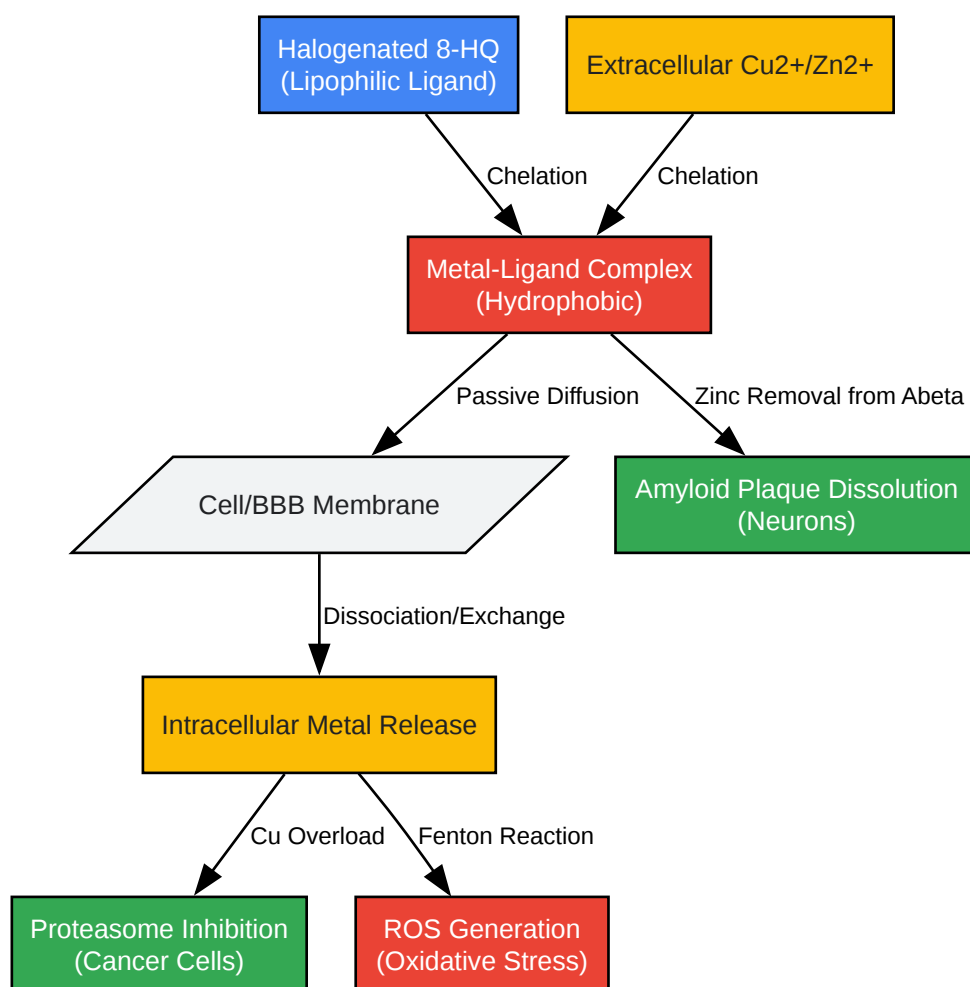 Halogenated 8-HQ
(Lipophilic Ligand)
Extracellular Cu2+/Zn2+
Chelation
Chelation
Metal-Ligand Complex
(Hydrophobic)
Passive Diffusion
Zinc Removal from Abeta
Cell/BBB Membrane
Amyloid Plaque Dissolution
(Neurons)
Dissociation/Exchange
Intracellular Metal Release
Cu Overload
Fenton Reaction
Proteasome Inhibition
(Cancer Cells)
ROS Generation
(Oxidative Stress)